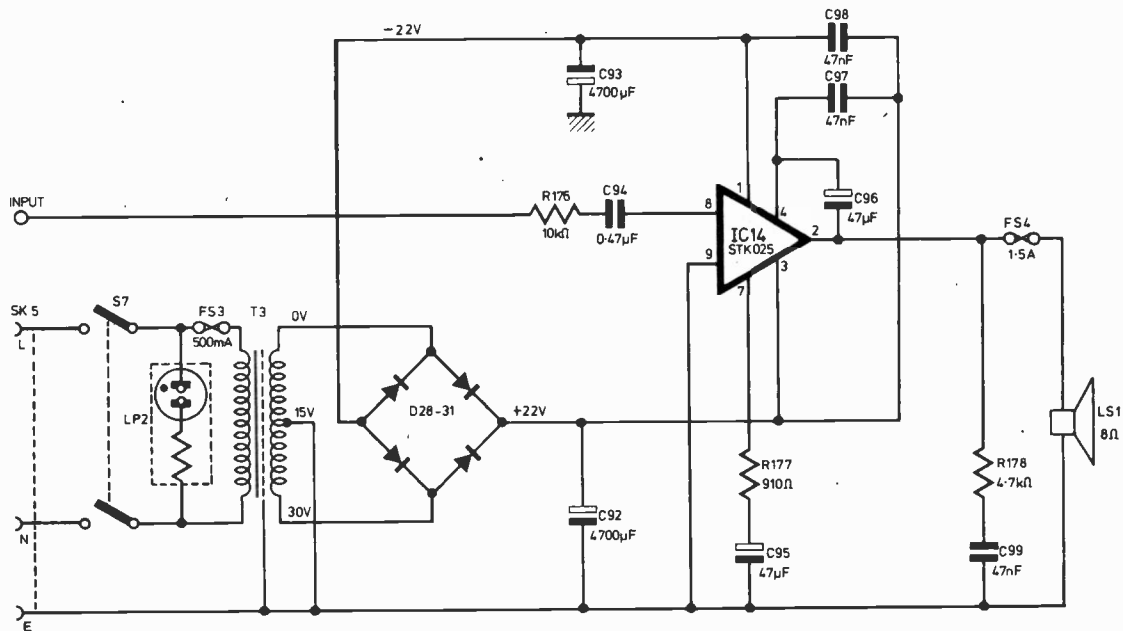 C98
47nF
-22V
C97
47nF
C93
4700µF
INPUT
R176
10kΩ
C94
0.47µF
8
1
4
IC14
STK025
9
2
3
7
C96
47µF
FS4
1.5A
SK5
L
S7
FS3
500mA
T3
0V
15V
30V
LP2
D28-31
+22V
LS1
8Ω
R177
910Ω
R178
4.7kΩ
N
C92
4700µF
C95
47µF
C99
47nF
E